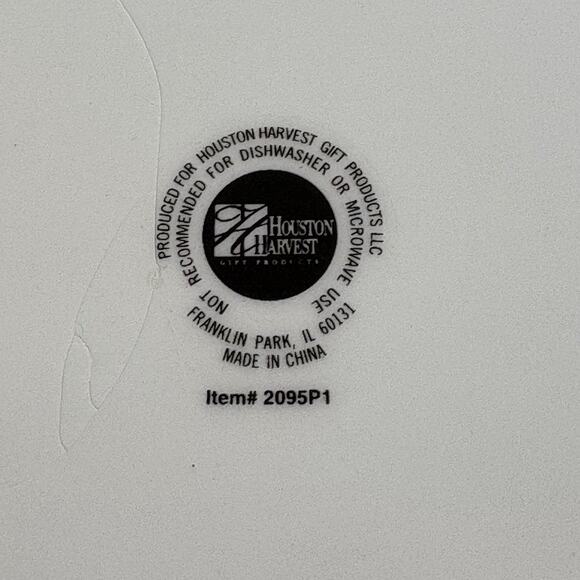 PRODUCED FOR HOUSTON HARVEST GIFT PRODUCTS LLC
NOT RECOMMENDED FOR DISHWASHER OR MICROWAVE USE
HOUSTON
HARVEST
GIFT PRODUCTS
FRANKLIN PARK, IL 60131
MADE IN CHINA
Item# 2095P1